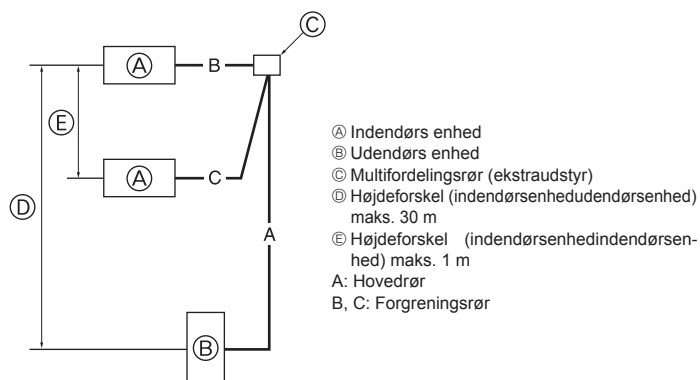 Ⓒ
Ⓐ B
Ⓔ
Ⓐ C
Ⓓ
A
Ⓑ
Ⓐ Indendørs enhed
Ⓑ Udendørs enhed
Ⓒ Multifordelingsrør (ekstraudstyr)
Ⓓ Højdeforskel (indendørsenhedudendørsenhed)
maks. 30 m
Ⓔ Højdeforskel (indendørsenhedindendørsen-
hed) maks. 1 m
A: Hovedrør
B, C: Forgreningsrør